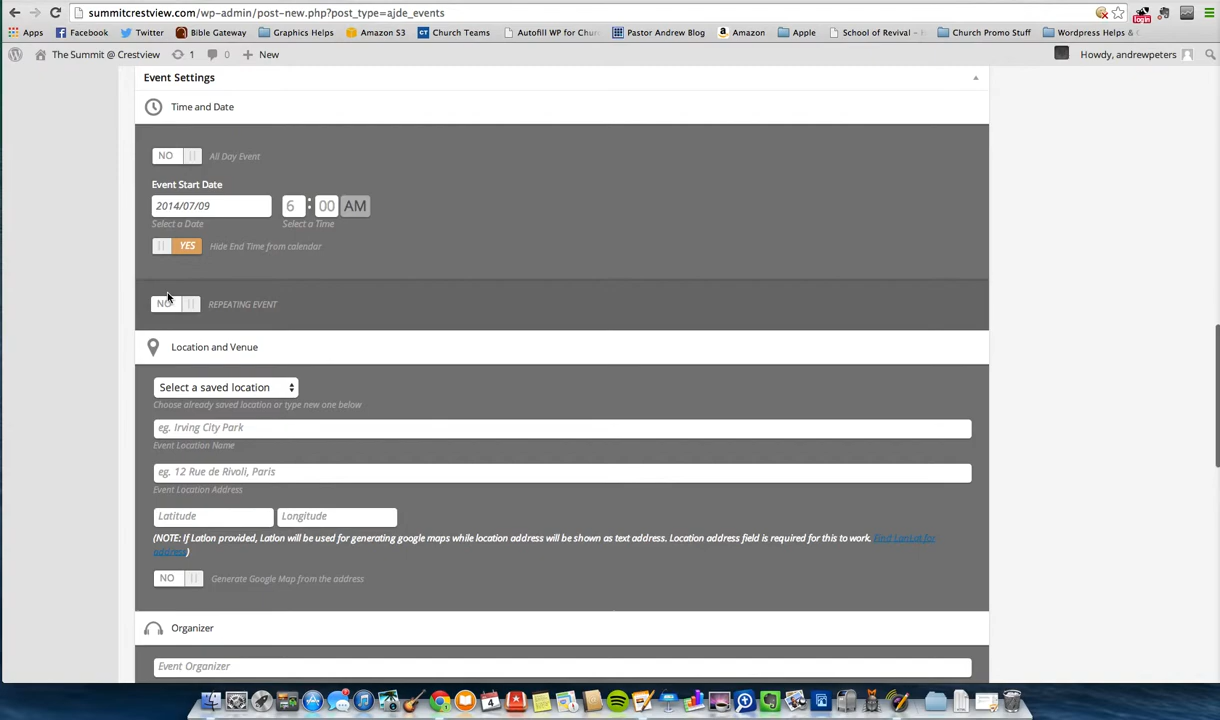 summitcrestview.com/wp-admin/post-new.php?post_type=ajde_events
login
Apps Facebook Twitter Bible Gateway Graphics Helps Amazon S3 Church Teams Autofill WP for Chur Pastor Andrew Blog Amazon Apple School of Revival - Church Promo Stuff Wordpress Helps &
The Summit @ Crestview 1 0 + New Howdy, andrewpeters
Event Settings
Time and Date
NO All Day Event
Event Start Date
2014/07/09 6 : 00 AM
Select a Date Select a Time
YES Hide End Time from calendar
NO REPEATING EVENT
Location and Venue
Select a saved location
Choose already saved location or type new one below
eg. Irving City Park
Event Location Name
eg. 12 Rue de Rivoli, Paris
Event Location Address
Latitude Longitude
(NOTE: If Latlon provided, Latlon will be used for generating google maps while location address will be shown as text address. Location address field is required for this to work. Find LanLat for
address)
NO Generate Google Map from the address
Organizer
Event Organizer
4